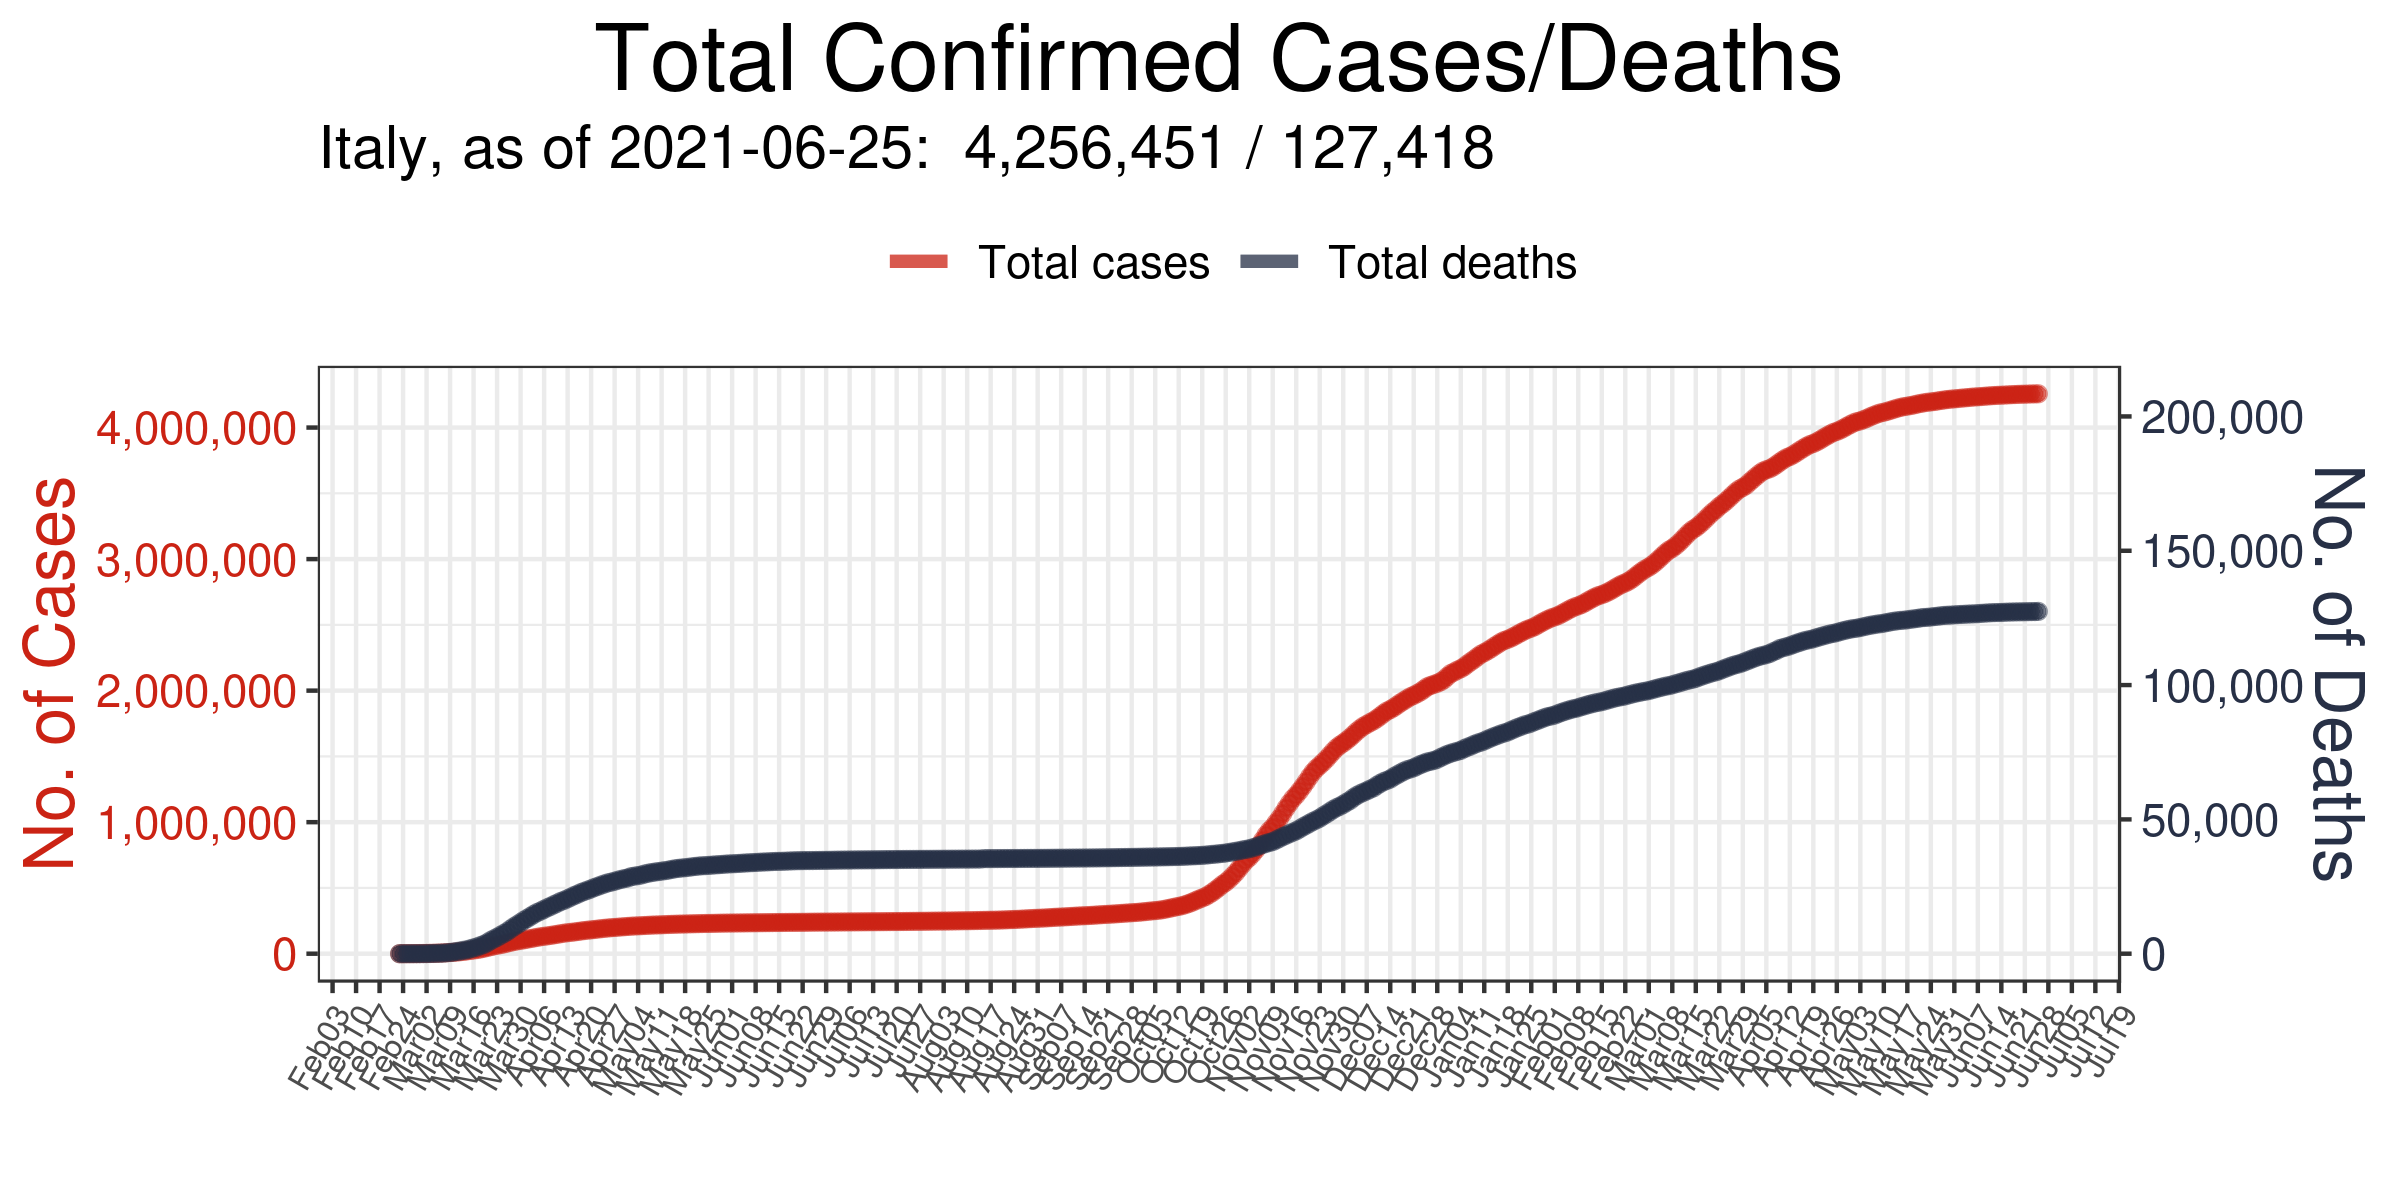 Total Confirmed Cases/Deaths
Italy, as of 2021-06-25:  4,256,451 / 127,418
Total cases
Total deaths
No. of Cases
4,000,000
3,000,000
2,000,000
1,000,000
0
200,000
150,000
100,000
50,000
0
No. of Deaths
Feb03
Feb10
Feb17
Feb24
Mar02
Mar09
Mar16
Mar23
Mar30
Apr06
Apr13
Apr20
Apr27
May04
May11
May18
May25
Jun01
Jun08
Jun15
Jun22
Jun29
Jul06
Jul13
Jul20
Jul27
Aug03
Aug10
Aug17
Aug24
Aug31
Sep07
Sep14
Sep21
Sep28
Oct05
Oct12
Oct19
Oct26
Nov02
Nov09
Nov16
Nov23
Nov30
Dec07
Dec14
Dec21
Dec28
Jan04
Jan11
Jan18
Jan25
Feb01
Feb08
Feb15
Feb22
Mar01
Mar08
Mar15
Mar22
Mar29
Apr05
Apr12
Apr19
Apr26
May03
May10
May17
May24
May31
Jun07
Jun14
Jun21
Jun28
Jul05
Jul12
Jul19